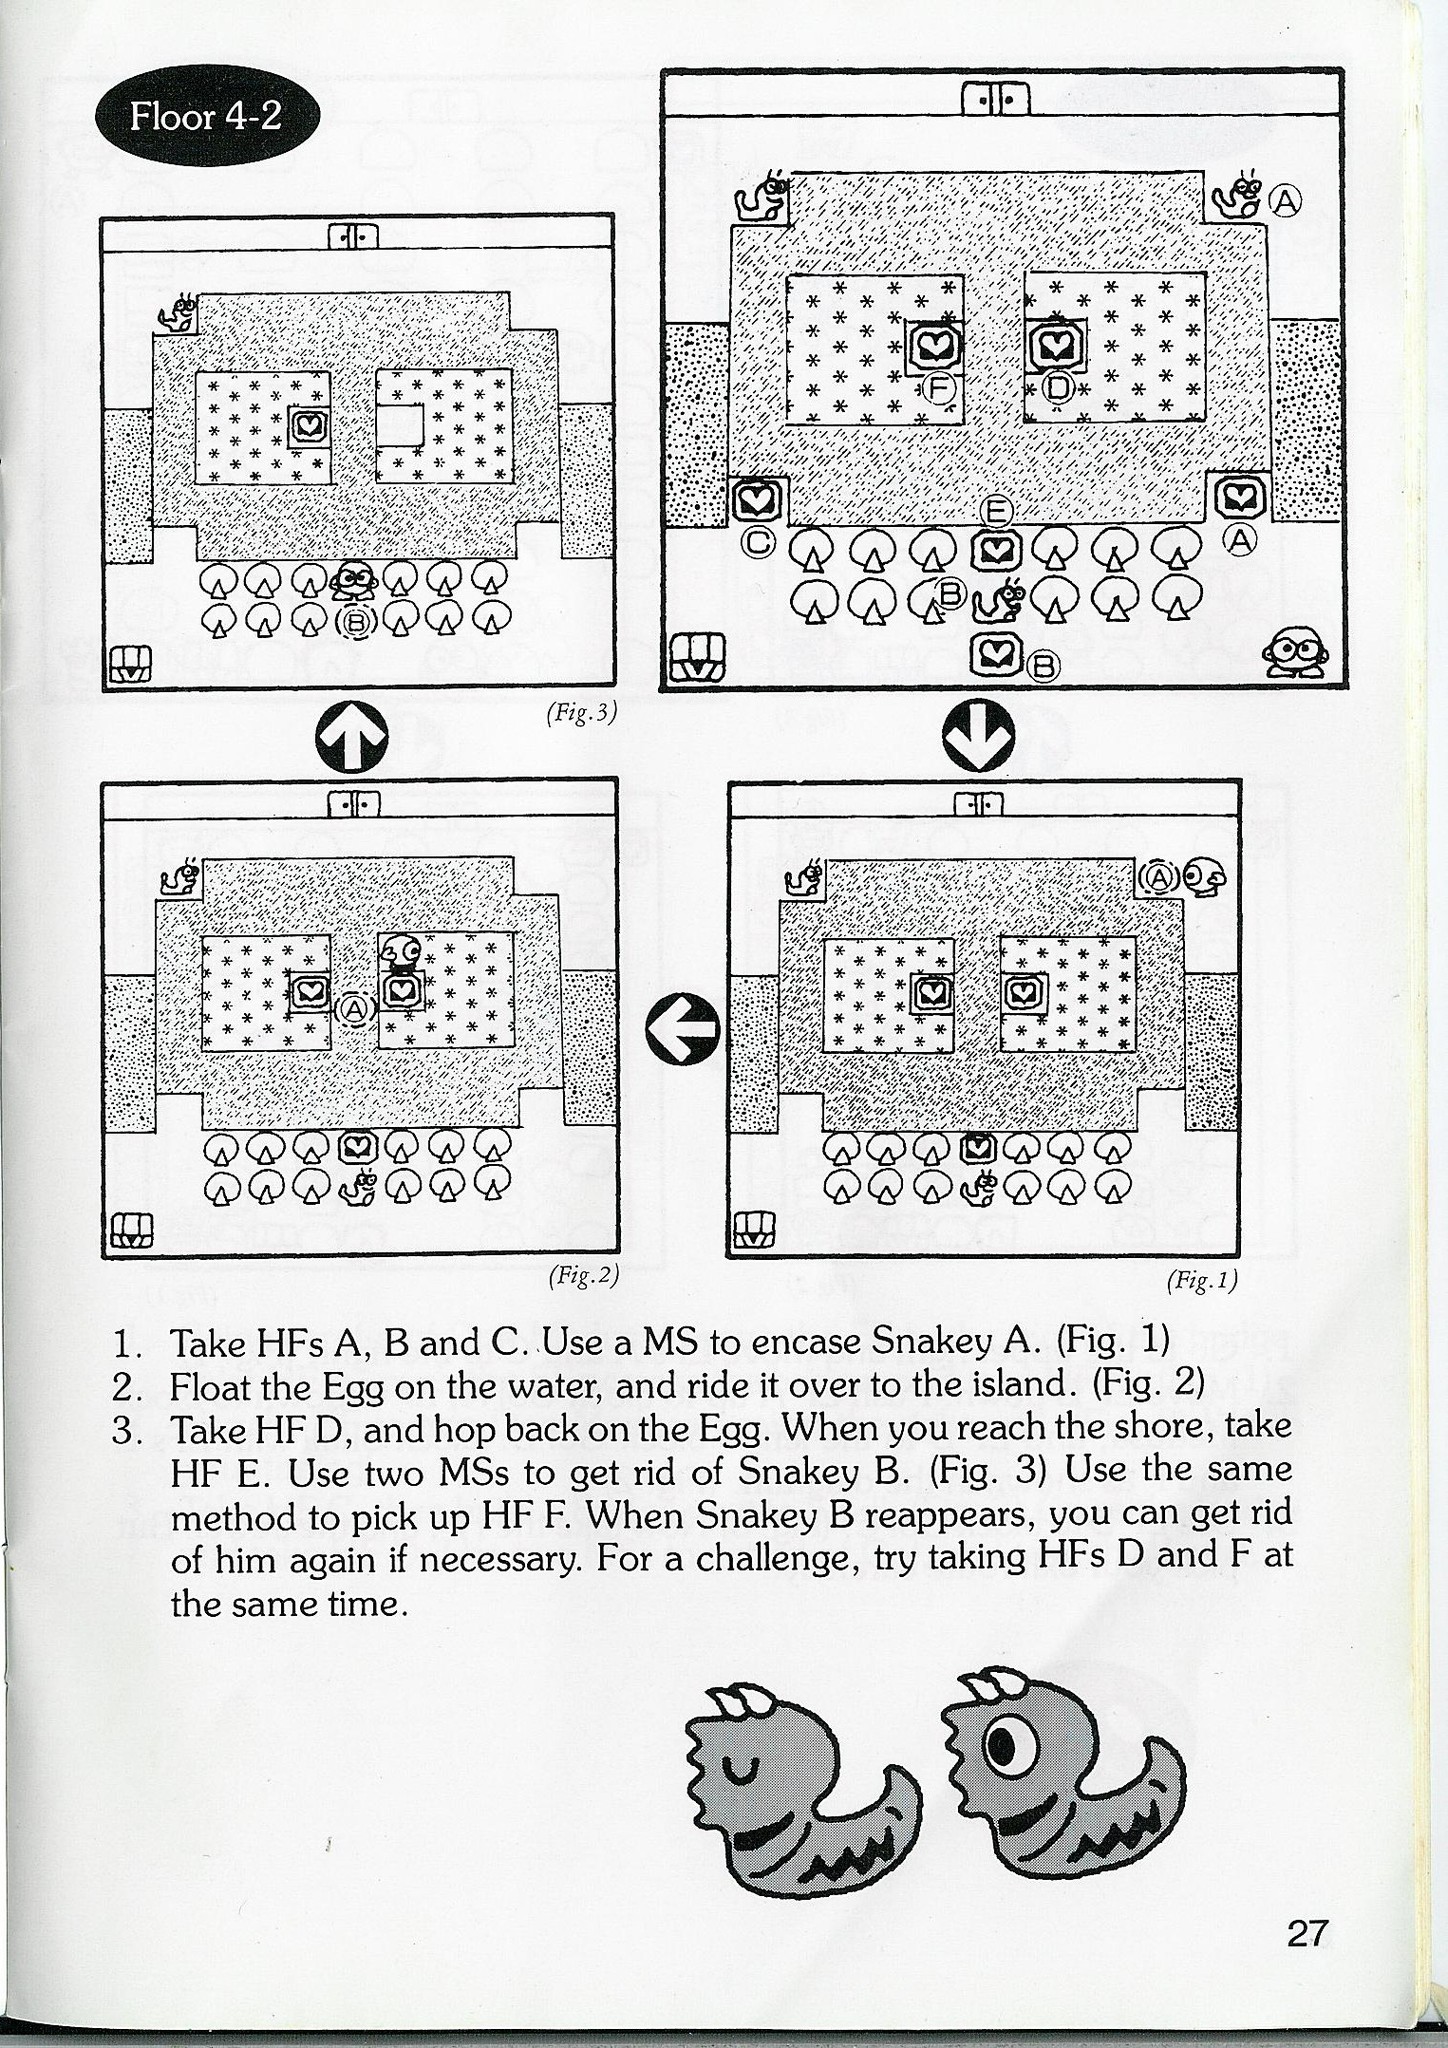 Floor 4-2
A
F
D
E
C
A
B
B
B
(Fig.3)
A
A
(Fig.2)
(Fig.1)
1. Take HFs A, B and C. Use a MS to encase Snakey A. (Fig. 1)
2. Float the Egg on the water, and ride it over to the island. (Fig. 2)
3. Take HF D, and hop back on the Egg. When you reach the shore, take
HF E. Use two MSs to get rid of Snakey B. (Fig. 3) Use the same
method to pick up HF F. When Snakey B reappears, you can get rid
of him again if necessary. For a challenge, try taking HFs D and F at
the same time.
27